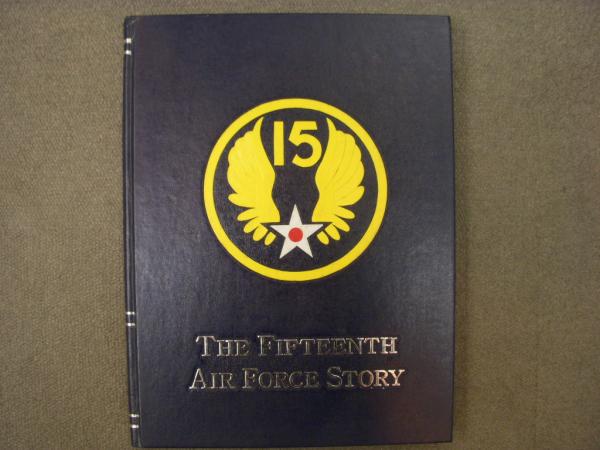 15
The Fifteenth
Air Force Story